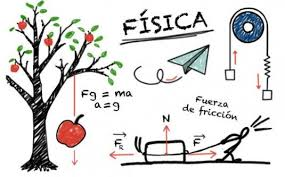 FÍSICA
Fg = ma
a=g
Fuerza
de fricción
N
F